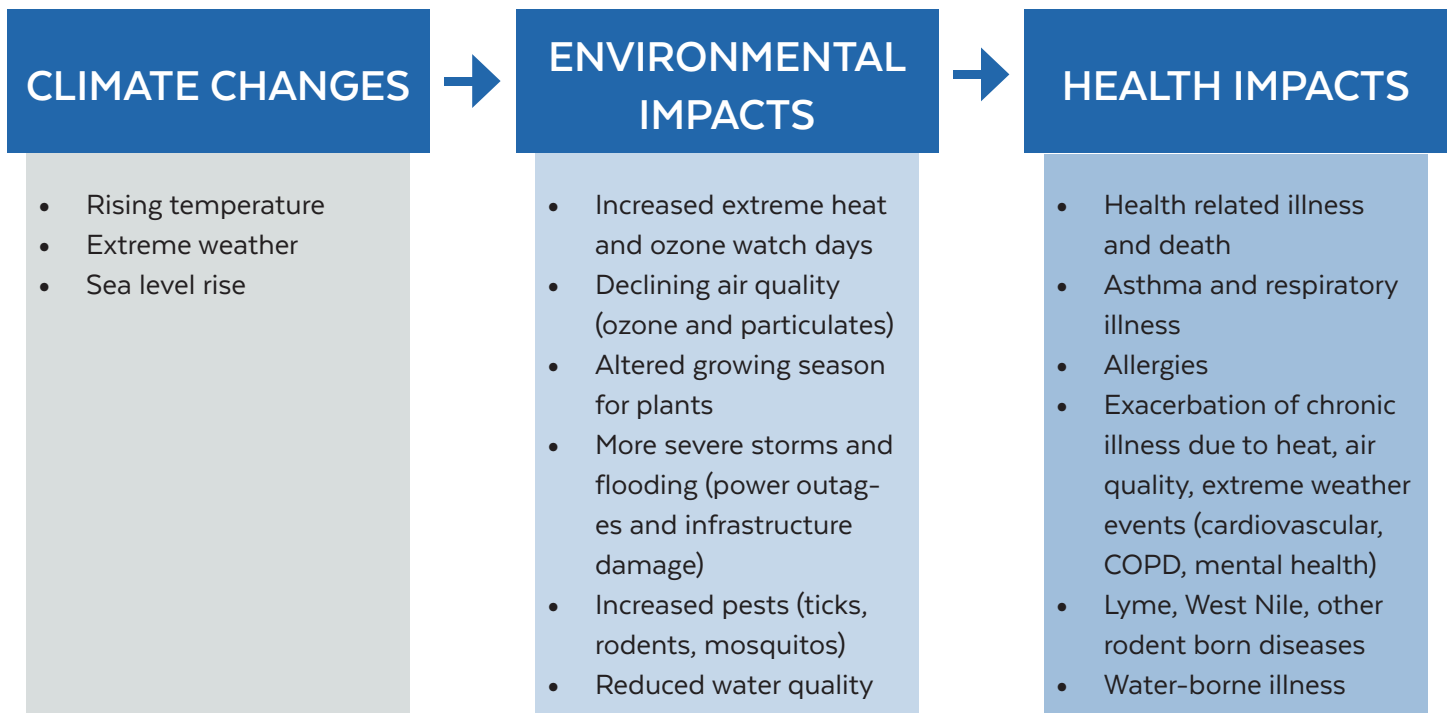 CLIMATE CHANGES
• Rising temperature
• Extreme weather
• Sea level rise
ENVIRONMENTAL
IMPACTS
• Increased extreme heat
and ozone watch days
• Declining air quality
(ozone and particulates)
• Altered growing season
for plants
• More severe storms and
flooding (power outag-
es and infrastructure
damage)
• Increased pests (ticks,
rodents, mosquitos)
• Reduced water quality
HEALTH IMPACTS
• Health related illness
and death
• Asthma and respiratory
illness
• Allergies
• Exacerbation of chronic
illness due to heat, air
quality, extreme weather
events (cardiovascular,
COPD, mental health)
• Lyme, West Nile, other
rodent born diseases
• Water-borne illness